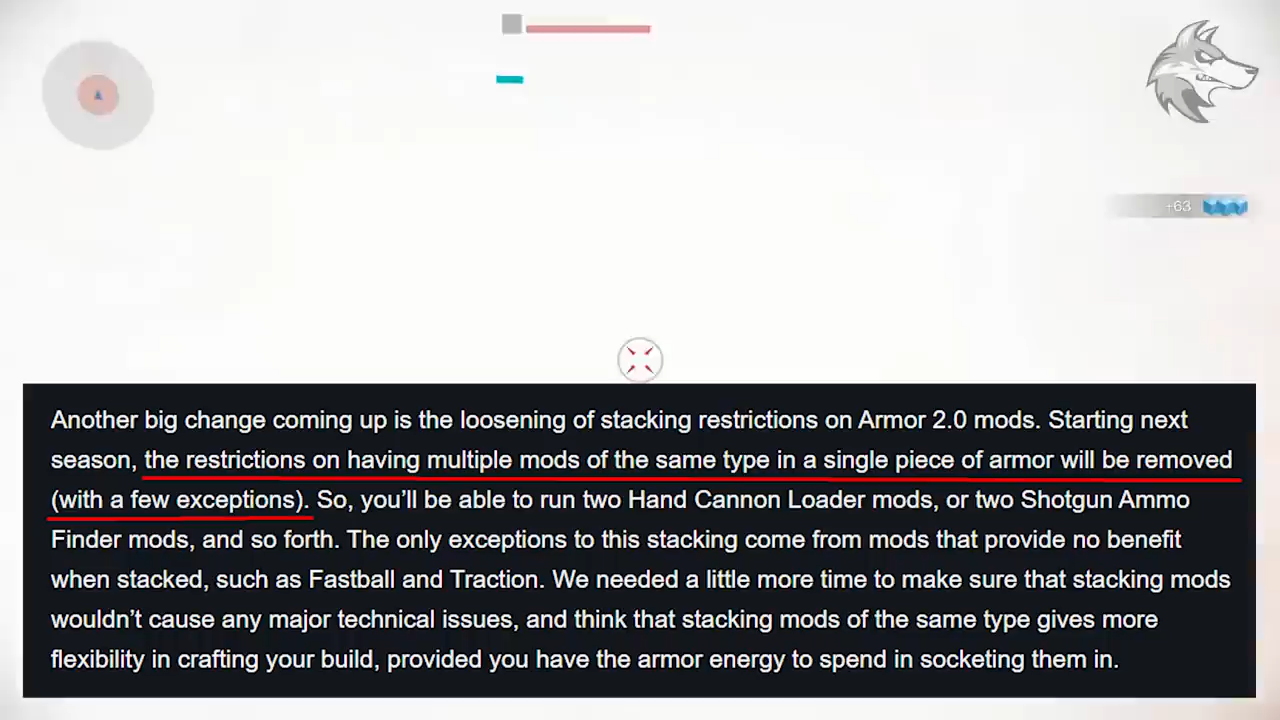 +63
Another big change coming up is the loosening of stacking restrictions on Armor 2.0 mods. Starting next
season, the restrictions on having multiple mods of the same type in a single piece of armor will be removed
(with a few exceptions). So, you’ll be able to run two Hand Cannon Loader mods, or two Shotgun Ammo
Finder mods, and so forth. The only exceptions to this stacking come from mods that provide no benefit
when stacked, such as Fastball and Traction. We needed a little more time to make sure that stacking mods
wouldn’t cause any major technical issues, and think that stacking mods of the same type gives more
flexibility in crafting your build, provided you have the armor energy to spend in socketing them in.